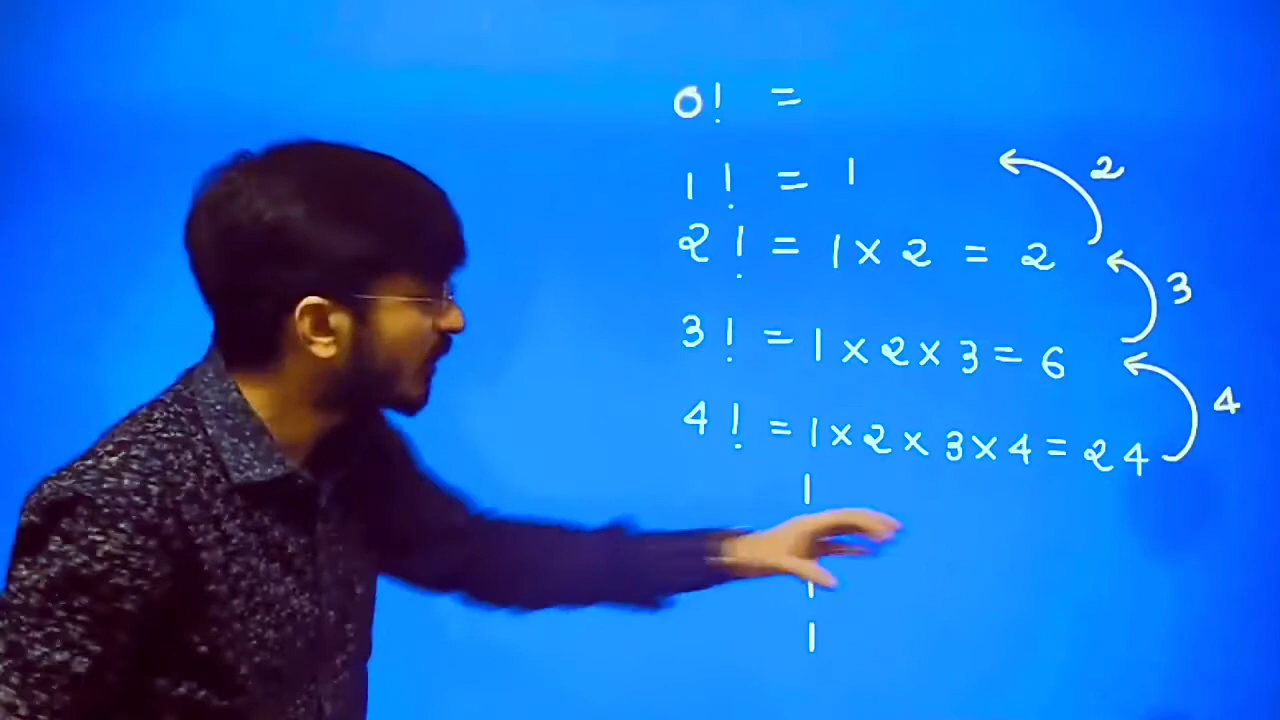 0! =
1! = 1
2! = 1 × 2 = 2
2
3! = 1 × 2 × 3 = 6
3
4! = 1 × 2 × 3 × 4 = 24
4